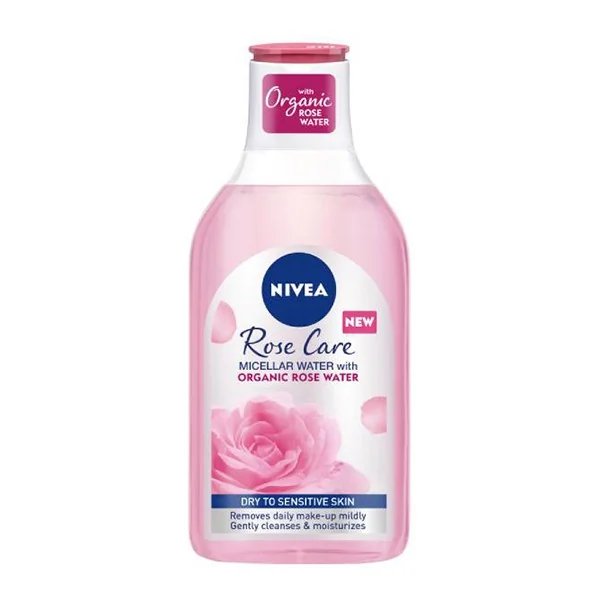 with
Organic
ROSE
WATER
NIVEA
NEW
Rose Care
MICELLAR WATER with
ORGANIC ROSE WATER
DRY TO SENSITIVE SKIN
Removes daily make-up mildly
Gently cleanses & moisturizes